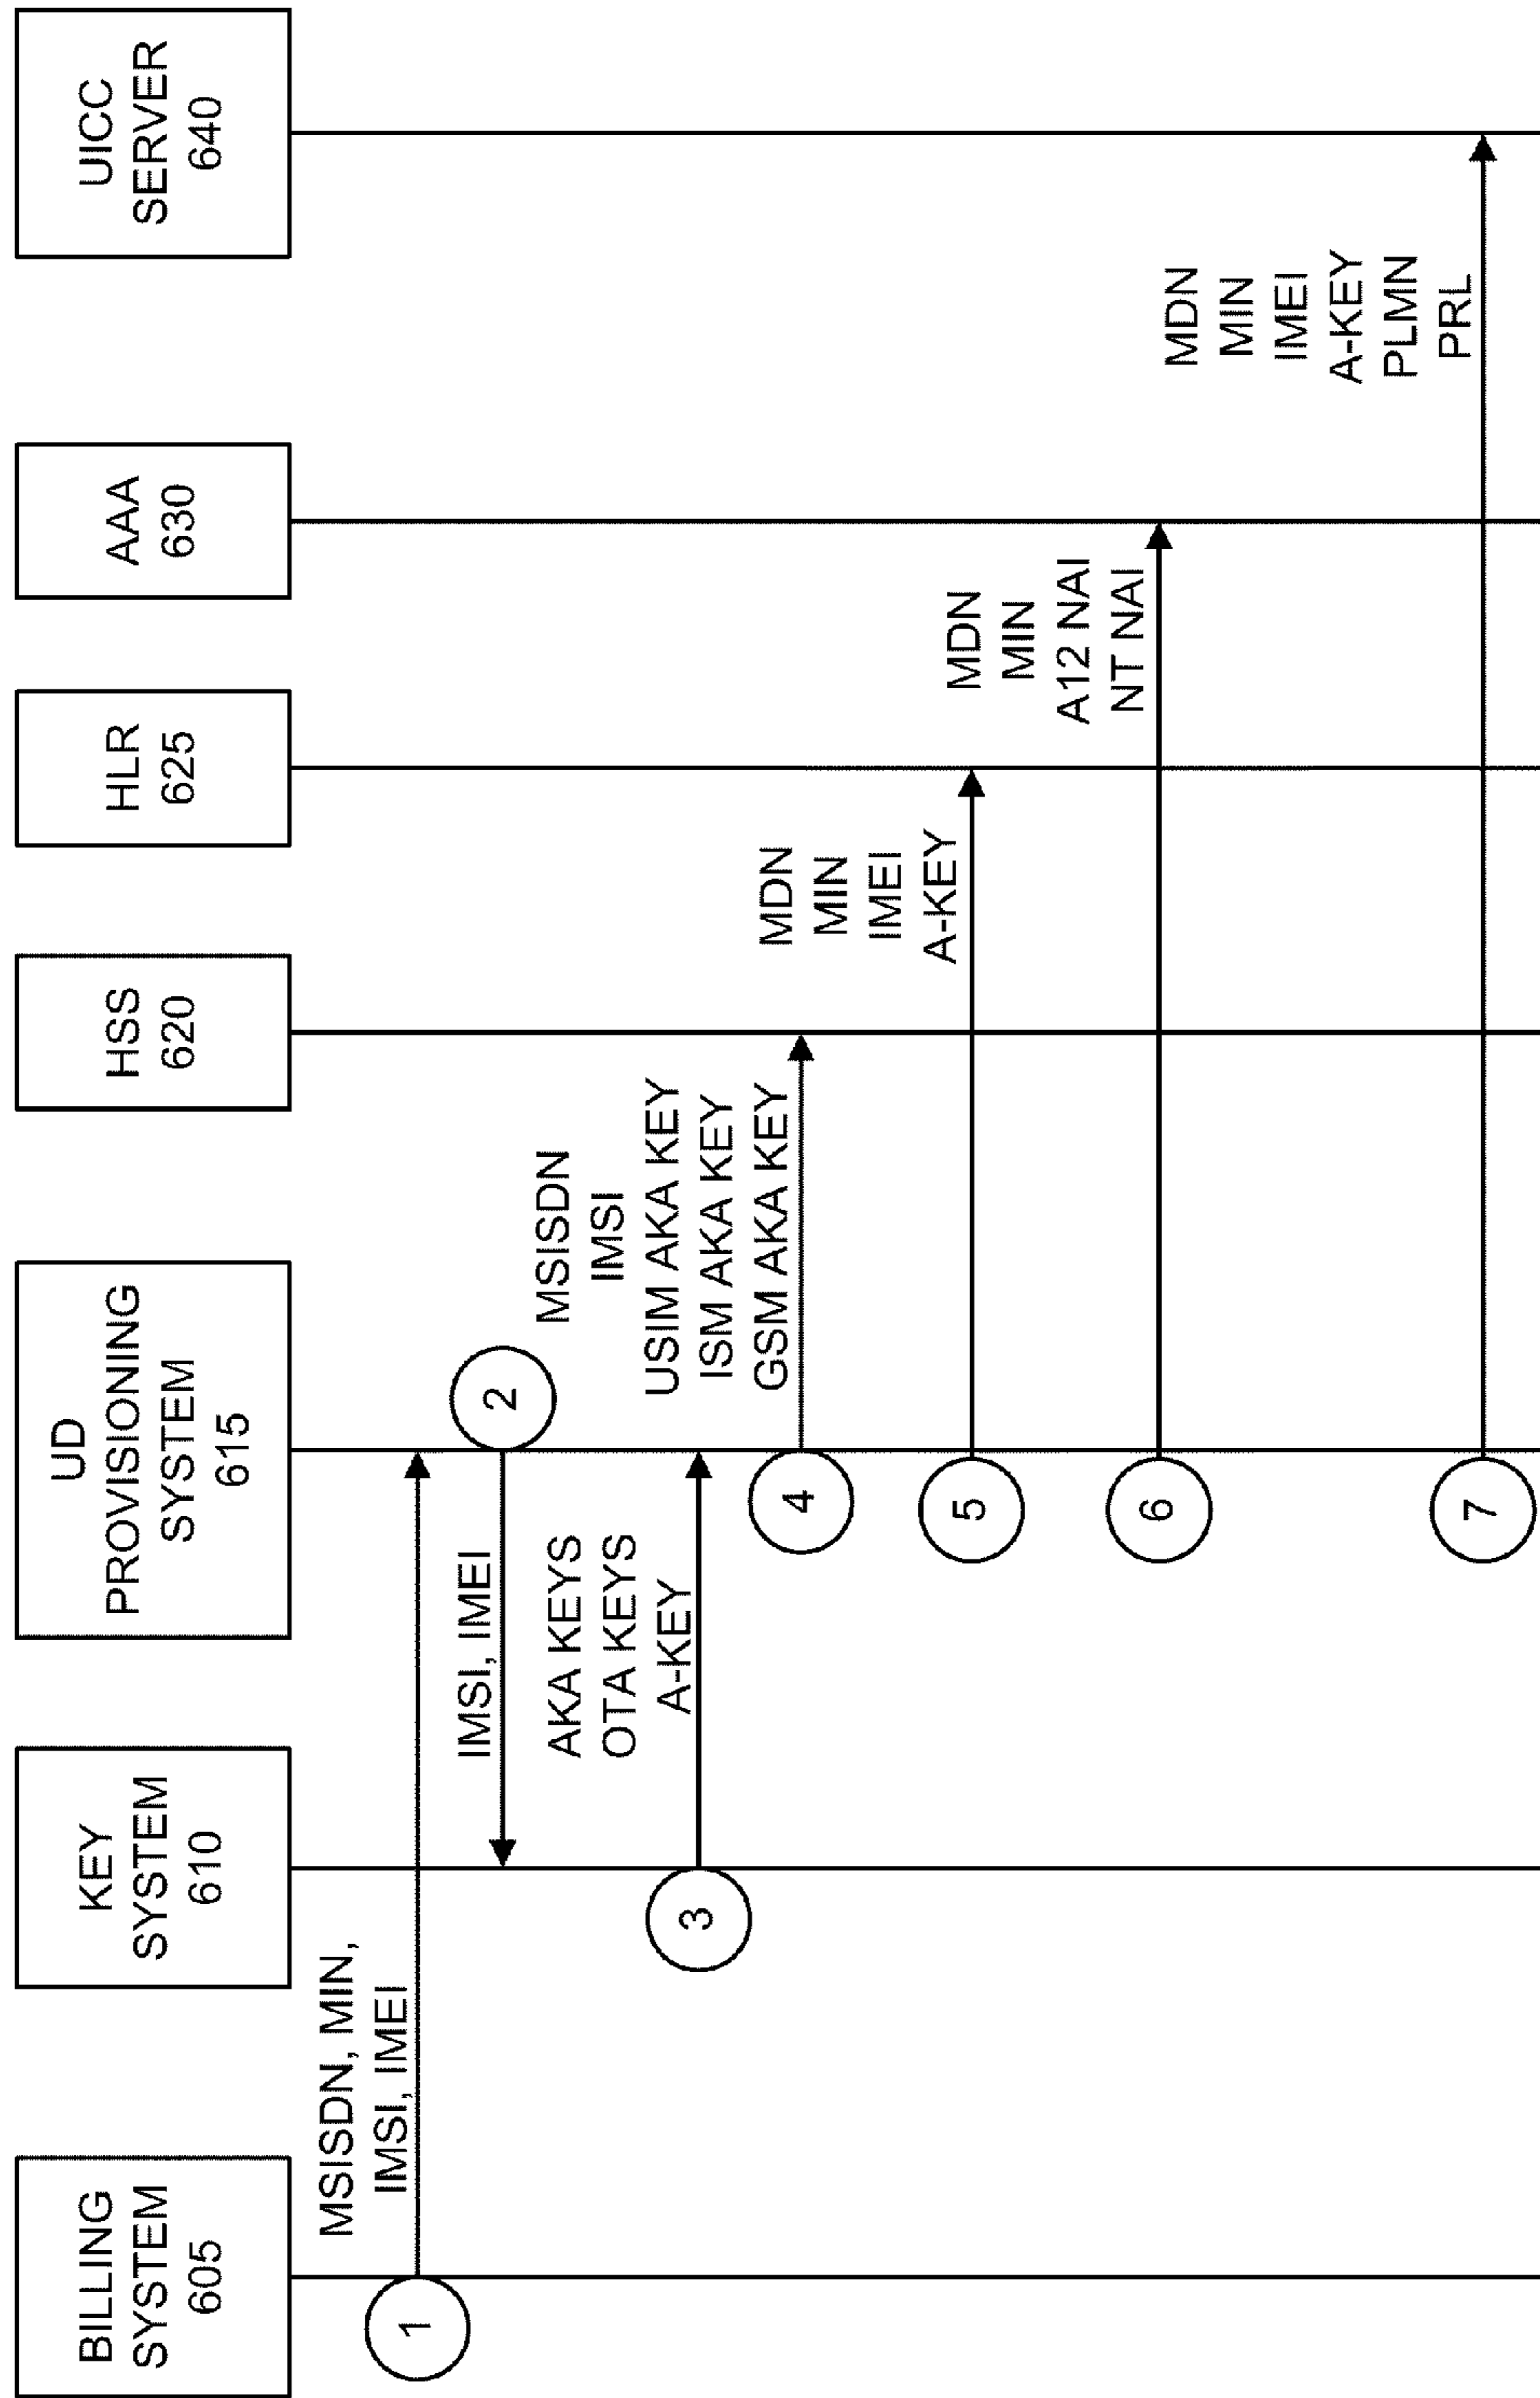 BILLING
SYSTEM
605
KEY
SYSTEM
610
UD
PROVISIONING
SYSTEM
615
HSS
620
HLR
625
AAA
630
UICC
SERVER
640
1
MSISDN, MIN,
IMSI, IMEI
2
IMSI, IMEI
3
AKA KEYS
OTA KEYS
A-KEY
4
MSISDN
IMSI
USIM AKA KEY
ISM AKA KEY
GSM AKA KEY
5
MDN
MIN
IMEI
A-KEY
6
MDN
MIN
A12 NAI
NT NAI
7
MDN
MIN
IMEI
A-KEY
PLMN
PRL